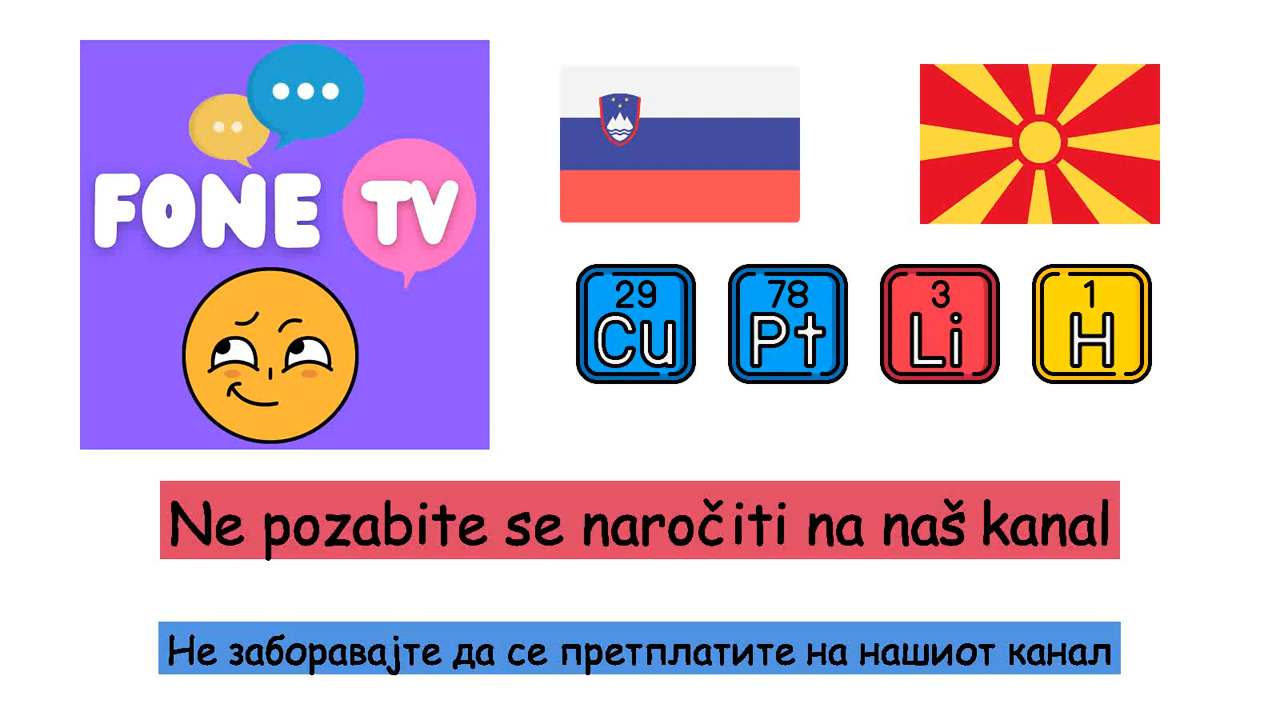 FONE TV
29 78 3 1
Cu Pt Li H
Ne pozabite se naročiti na naš kanal
Не заборавајте да се претплатите на нашиот канал